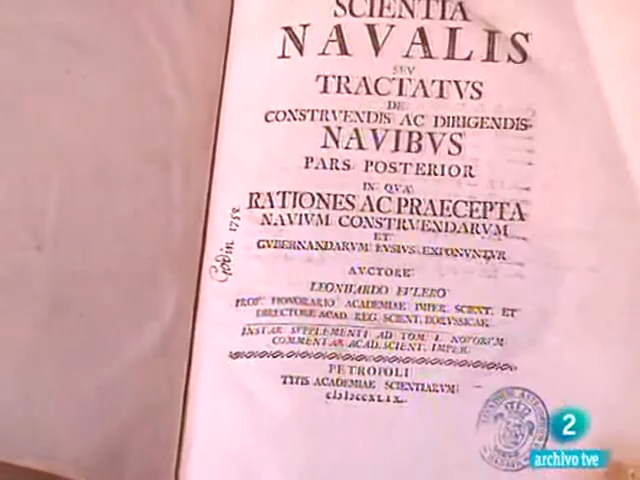 SCIENTIA
NAVALIS
SEV
TRACTATVS
DE
CONSTRVENDIS AC DIRIGENDIS
NAVIBVS
PARS POSTERIOR
IN QVA
RATIONES AC PRAECEPTA
NAVIVM CONSTRVENDARVM
ET
GVBERNANDARVM FVSIVS EXPONVNTVR
AVCTORE
LEONHARDO EVLERO
PROF. HONORARIO ACADEMIAE IMPER. SCIENT. ET
DIRECTORE ACAD. REG. SCIENT. BORVSSICAE
INSTAR SVPPLEMENTI AD TOM. I. NOVORVM
COMMENTAR. ACAD. SCIENT. IMPER.
PETROPOLI
TYPIS ACADEMIAE SCIENTIARVM
Godin 1752
2
archivo tve